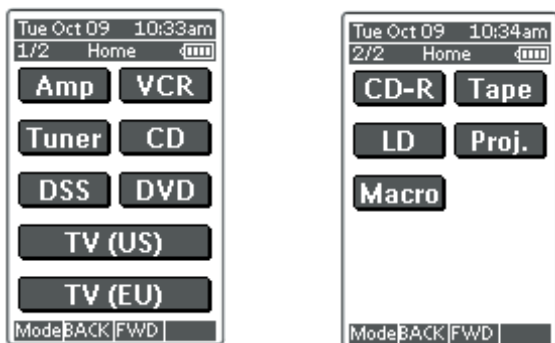 Tue Oct 09 10:33am
1/2 Home
Amp VCR
Tuner CD
DSS DVD
TV (US)
TV (EU)
Mode BACK FWD
Tue Oct 09 10:34am
2/2 Home
CD-R Tape
LD Proj.
Macro
Mode BACK FWD